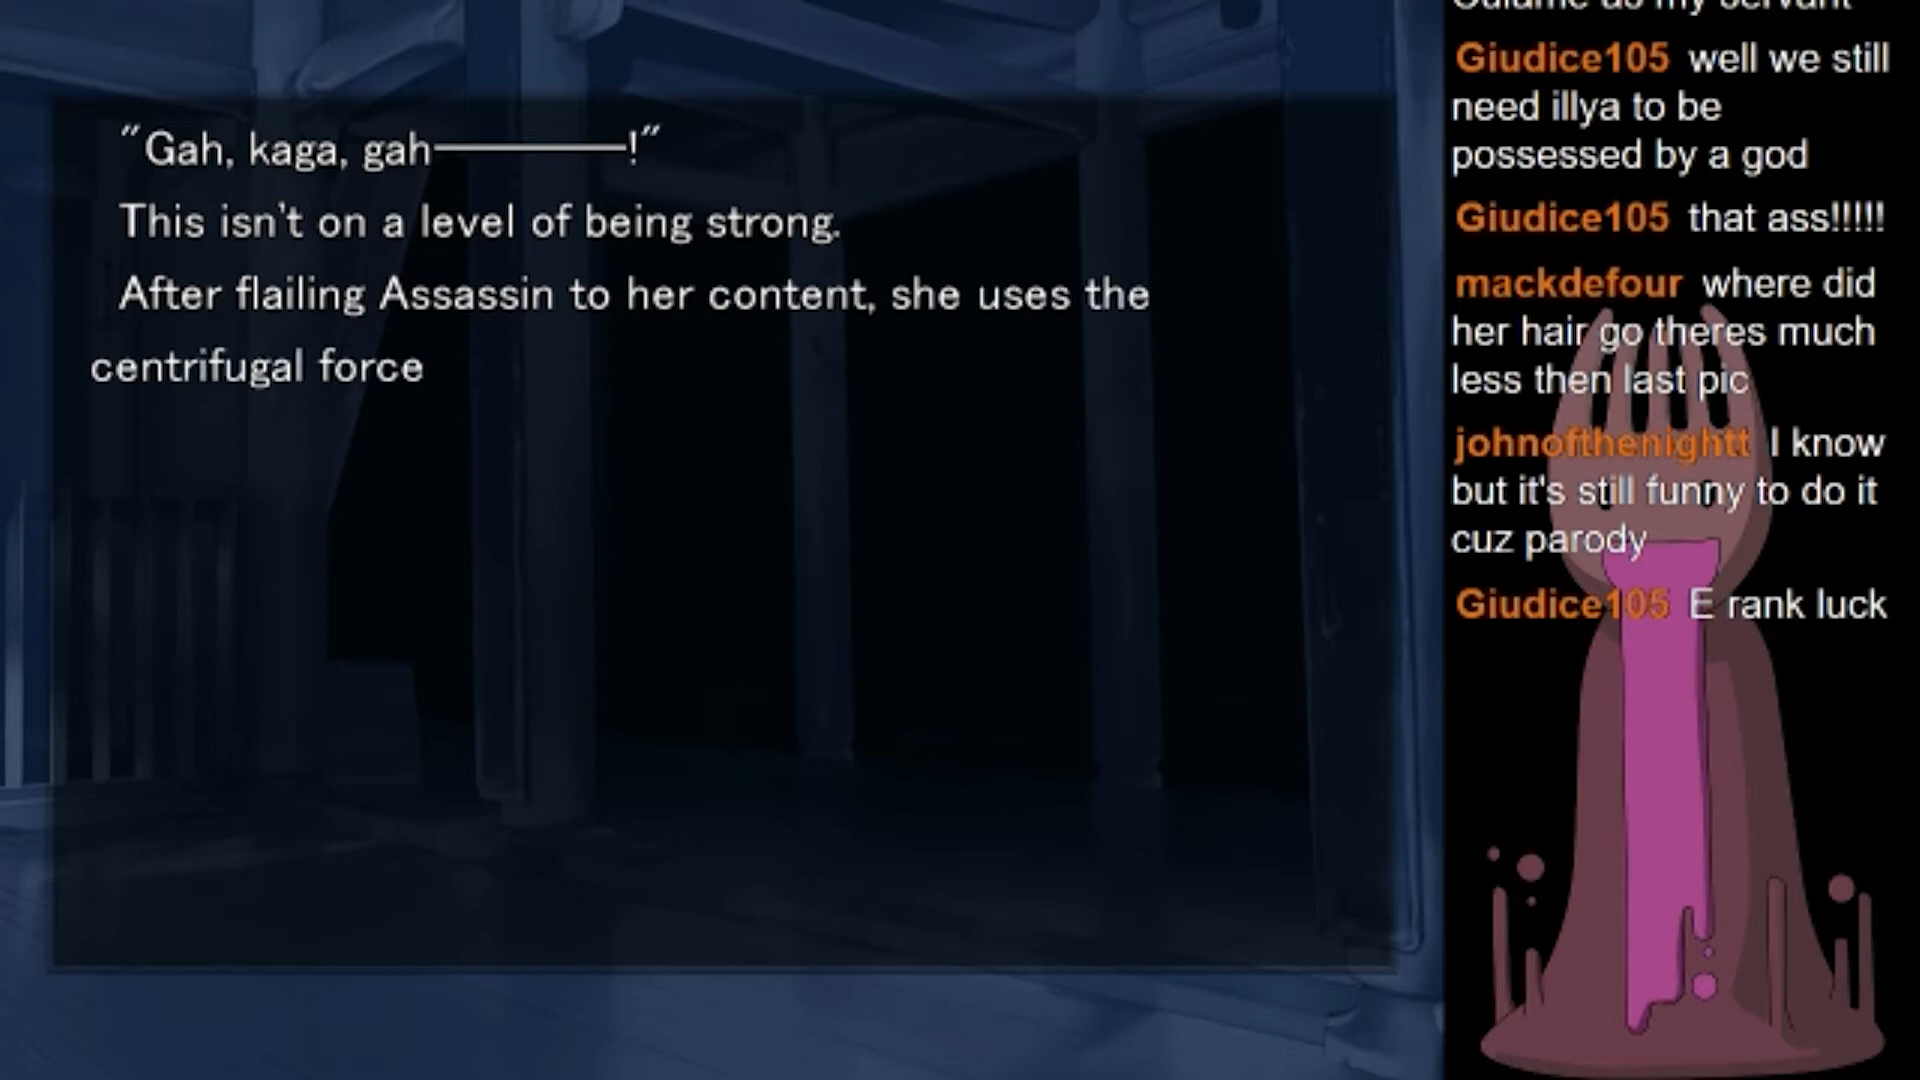 "Gah, kaga, gah————!"
This isn't on a level of being strong.
After flailing Assassin to her content, she uses the
centrifugal force
as my servant
Giudice105 well we still
need illya to be
possessed by a god
Giudice105 that ass!!!!!
mackdefour where did
her hair go theres much
less then last pic
johnofthenightt I know
but it's still funny to do it
cuz parody
Giudice105 E rank luck